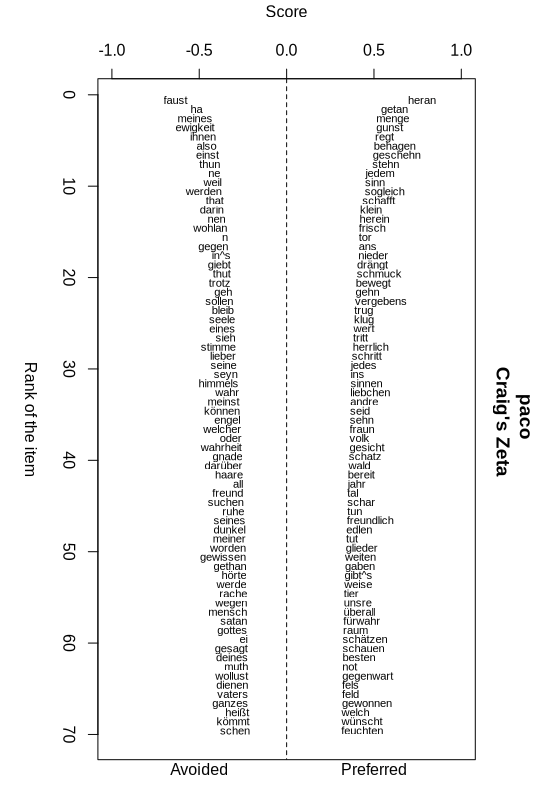 Score
-1.0 -0.5 0.0 0.5 1.0
0
faust heran
ha getan
meines menge
ewigkeit gunst
ihnen regt
also behagen
einst geschehn
thun stehn
ne jedem
weil sinn
10
werden sogleich
that schafft
darin klein
nen herein
wohlan frisch
n tor
gegen ans
in^s nieder
giebt drängt
thut schmuck
20
trotz bewegt
geh gehn
sollen vergebens
bleib trug
seele klug
eines wert
sieh tritt
stimme herrlich
lieber schritt
seine jedes
30
seyn ins
himmels sinnen
wahr liebchen
meinst andre
können seid
engel sehn
welcher fraun
oder volk
wahrheit gesicht
gnade schatz
40
darüber wald
haare bereit
all jahr
freund tal
suchen schar
ruhe tun
seines freundlich
dunkel edlen
meiner tut
worden glieder
50
gewissen weiten
gethan gaben
hörte gibt^s
werde weise
rache tier
wegen unsre
mensch überall
satan fürwahr
gottes raum
ei schätzen
60
gesagt schauen
deines besten
muth not
wollust gegenwart
dienen fels
vaters feld
ganzes gewonnen
heißt welch
kömmt wünscht
schen feuchten
70
Rank of the item
paco
Craig's Zeta
Avoided Preferred